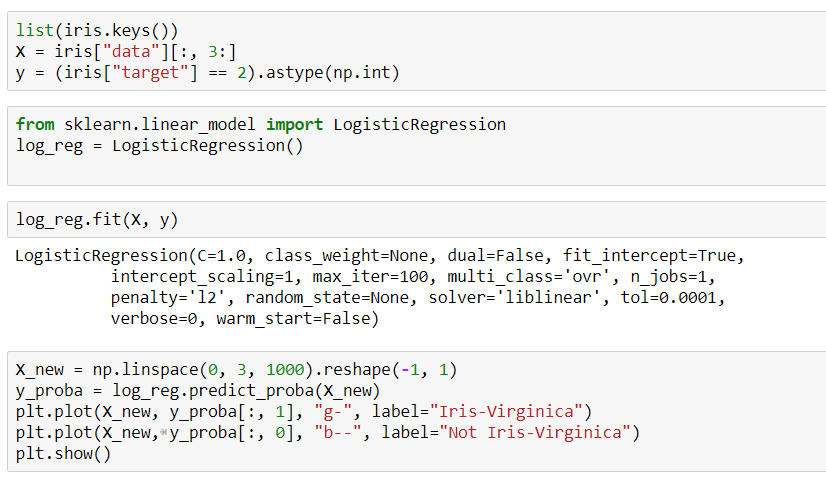 list(iris.keys())
X = iris["data"][:, 3:]
y = (iris["target"] == 2).astype(np.int)
from sklearn.linear_model import LogisticRegression
log_reg = LogisticRegression()
log_reg.fit(X, y)
LogisticRegression(C=1.0, class_weight=None, dual=False, fit_intercept=True,
          intercept_scaling=1, max_iter=100, multi_class='ovr', n_jobs=1,
          penalty='l2', random_state=None, solver='liblinear', tol=0.0001,
          verbose=0, warm_start=False)
X_new = np.linspace(0, 3, 1000).reshape(-1, 1)
y_proba = log_reg.predict_proba(X_new)
plt.plot(X_new, y_proba[:, 1], "g-", label="Iris-Virginica")
plt.plot(X_new, y_proba[:, 0], "b--", label="Not Iris-Virginica")
plt.show()